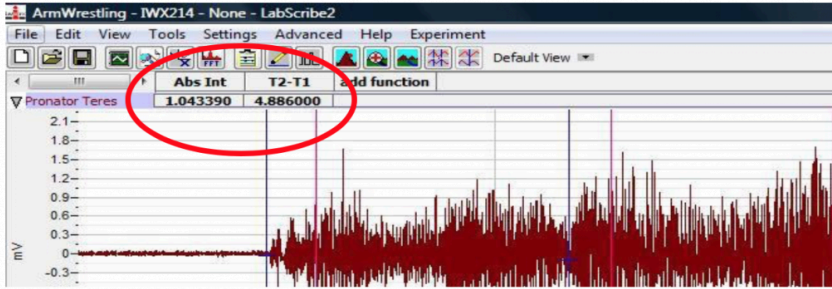 ArmWrestling - IWX214 - None - LabScribe2
File Edit View Tools Settings Advanced Help Experiment
FFT Default View
Abs Int T2-T1 add function
Pronator Teres 1.043390 4.886000
2.1
1.8
1.5
1.2
0.9
0.6
0.3
0
-0.3
mV